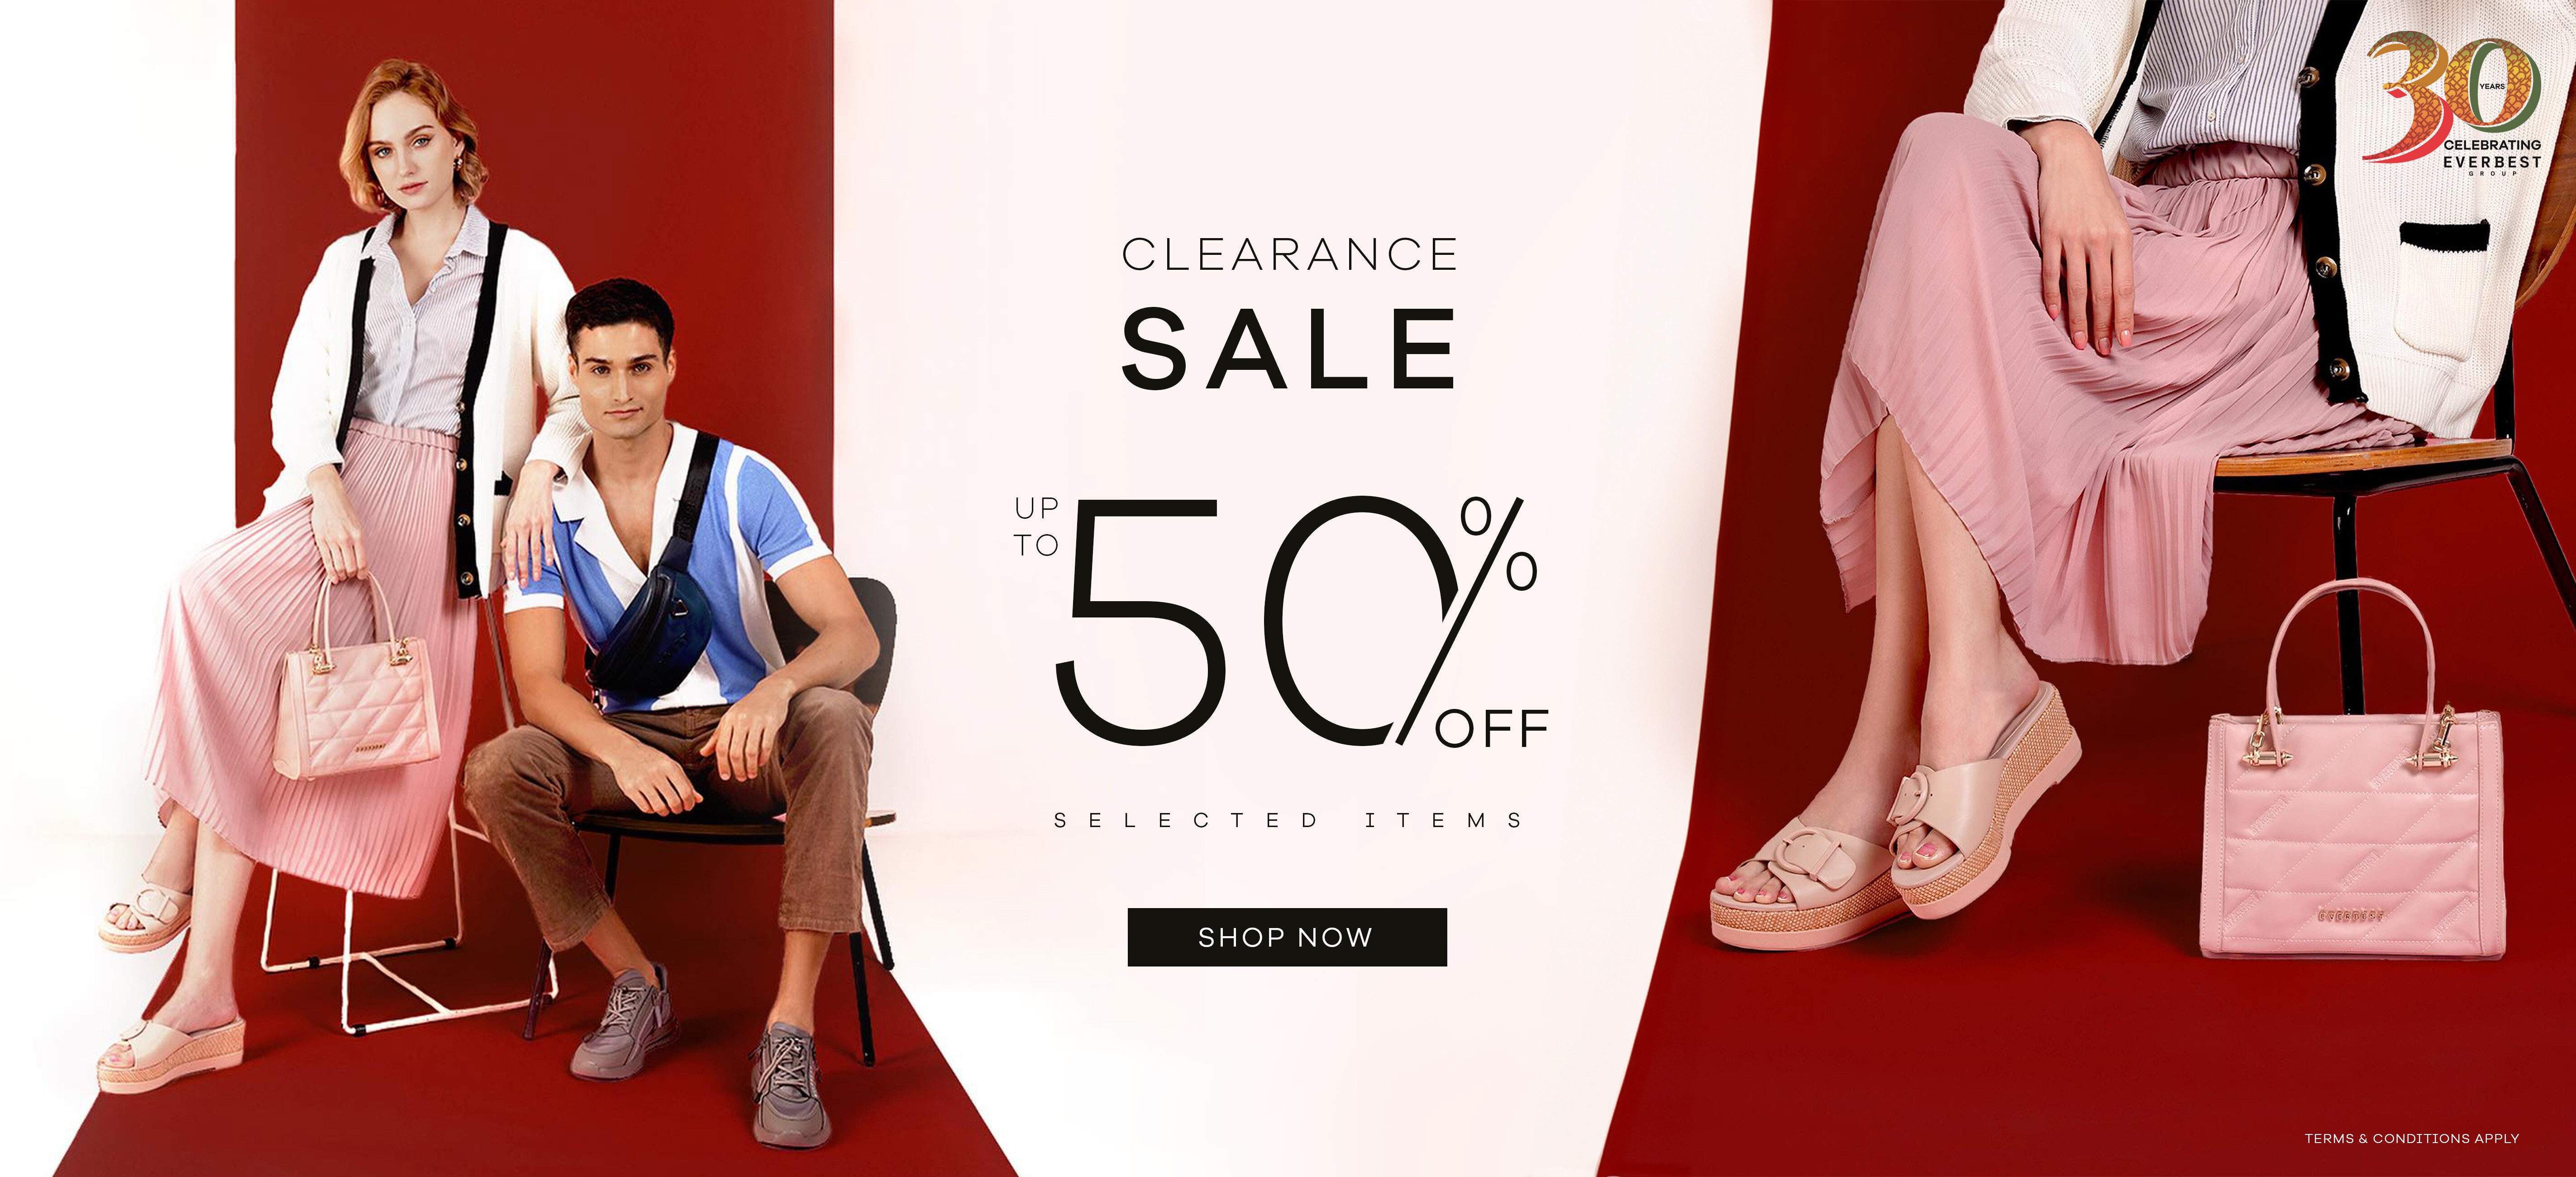 CLEARANCE
SALE
UP
TO
50%
OFF
SELECTED ITEMS
SHOP NOW
30
YEARS
CELEBRATING
EVERBEST
GROUP
TERMS & CONDITIONS APPLY